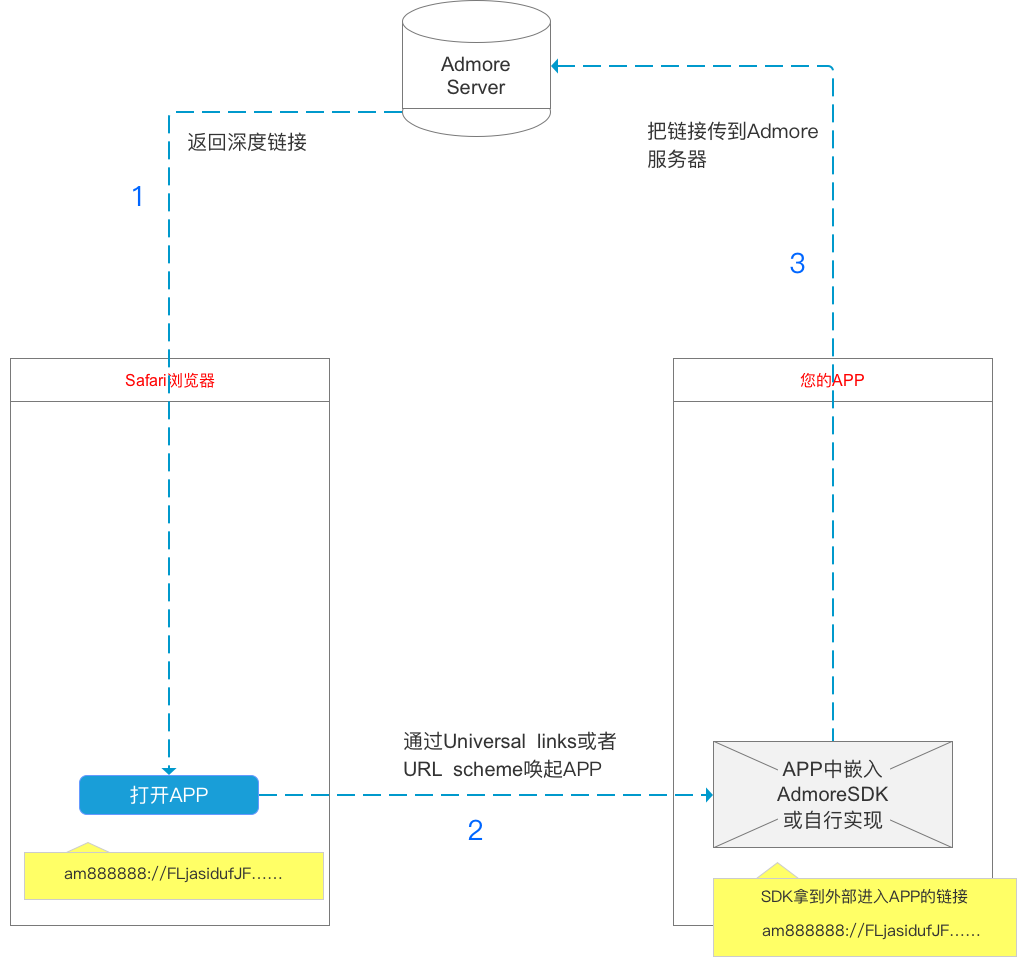 Admore
Server
返回深度链接
把链接传到Admore
服务器
1
3
Safari浏览器
您的APP
通过Universal links或者
URL scheme唤起APP
打开APP
2
APP中嵌入
AdmoreSDK
或自行实现
am888888://FLjasidufJF……
SDK拿到外部进入APP的链接
am888888://FLjasidufJF……